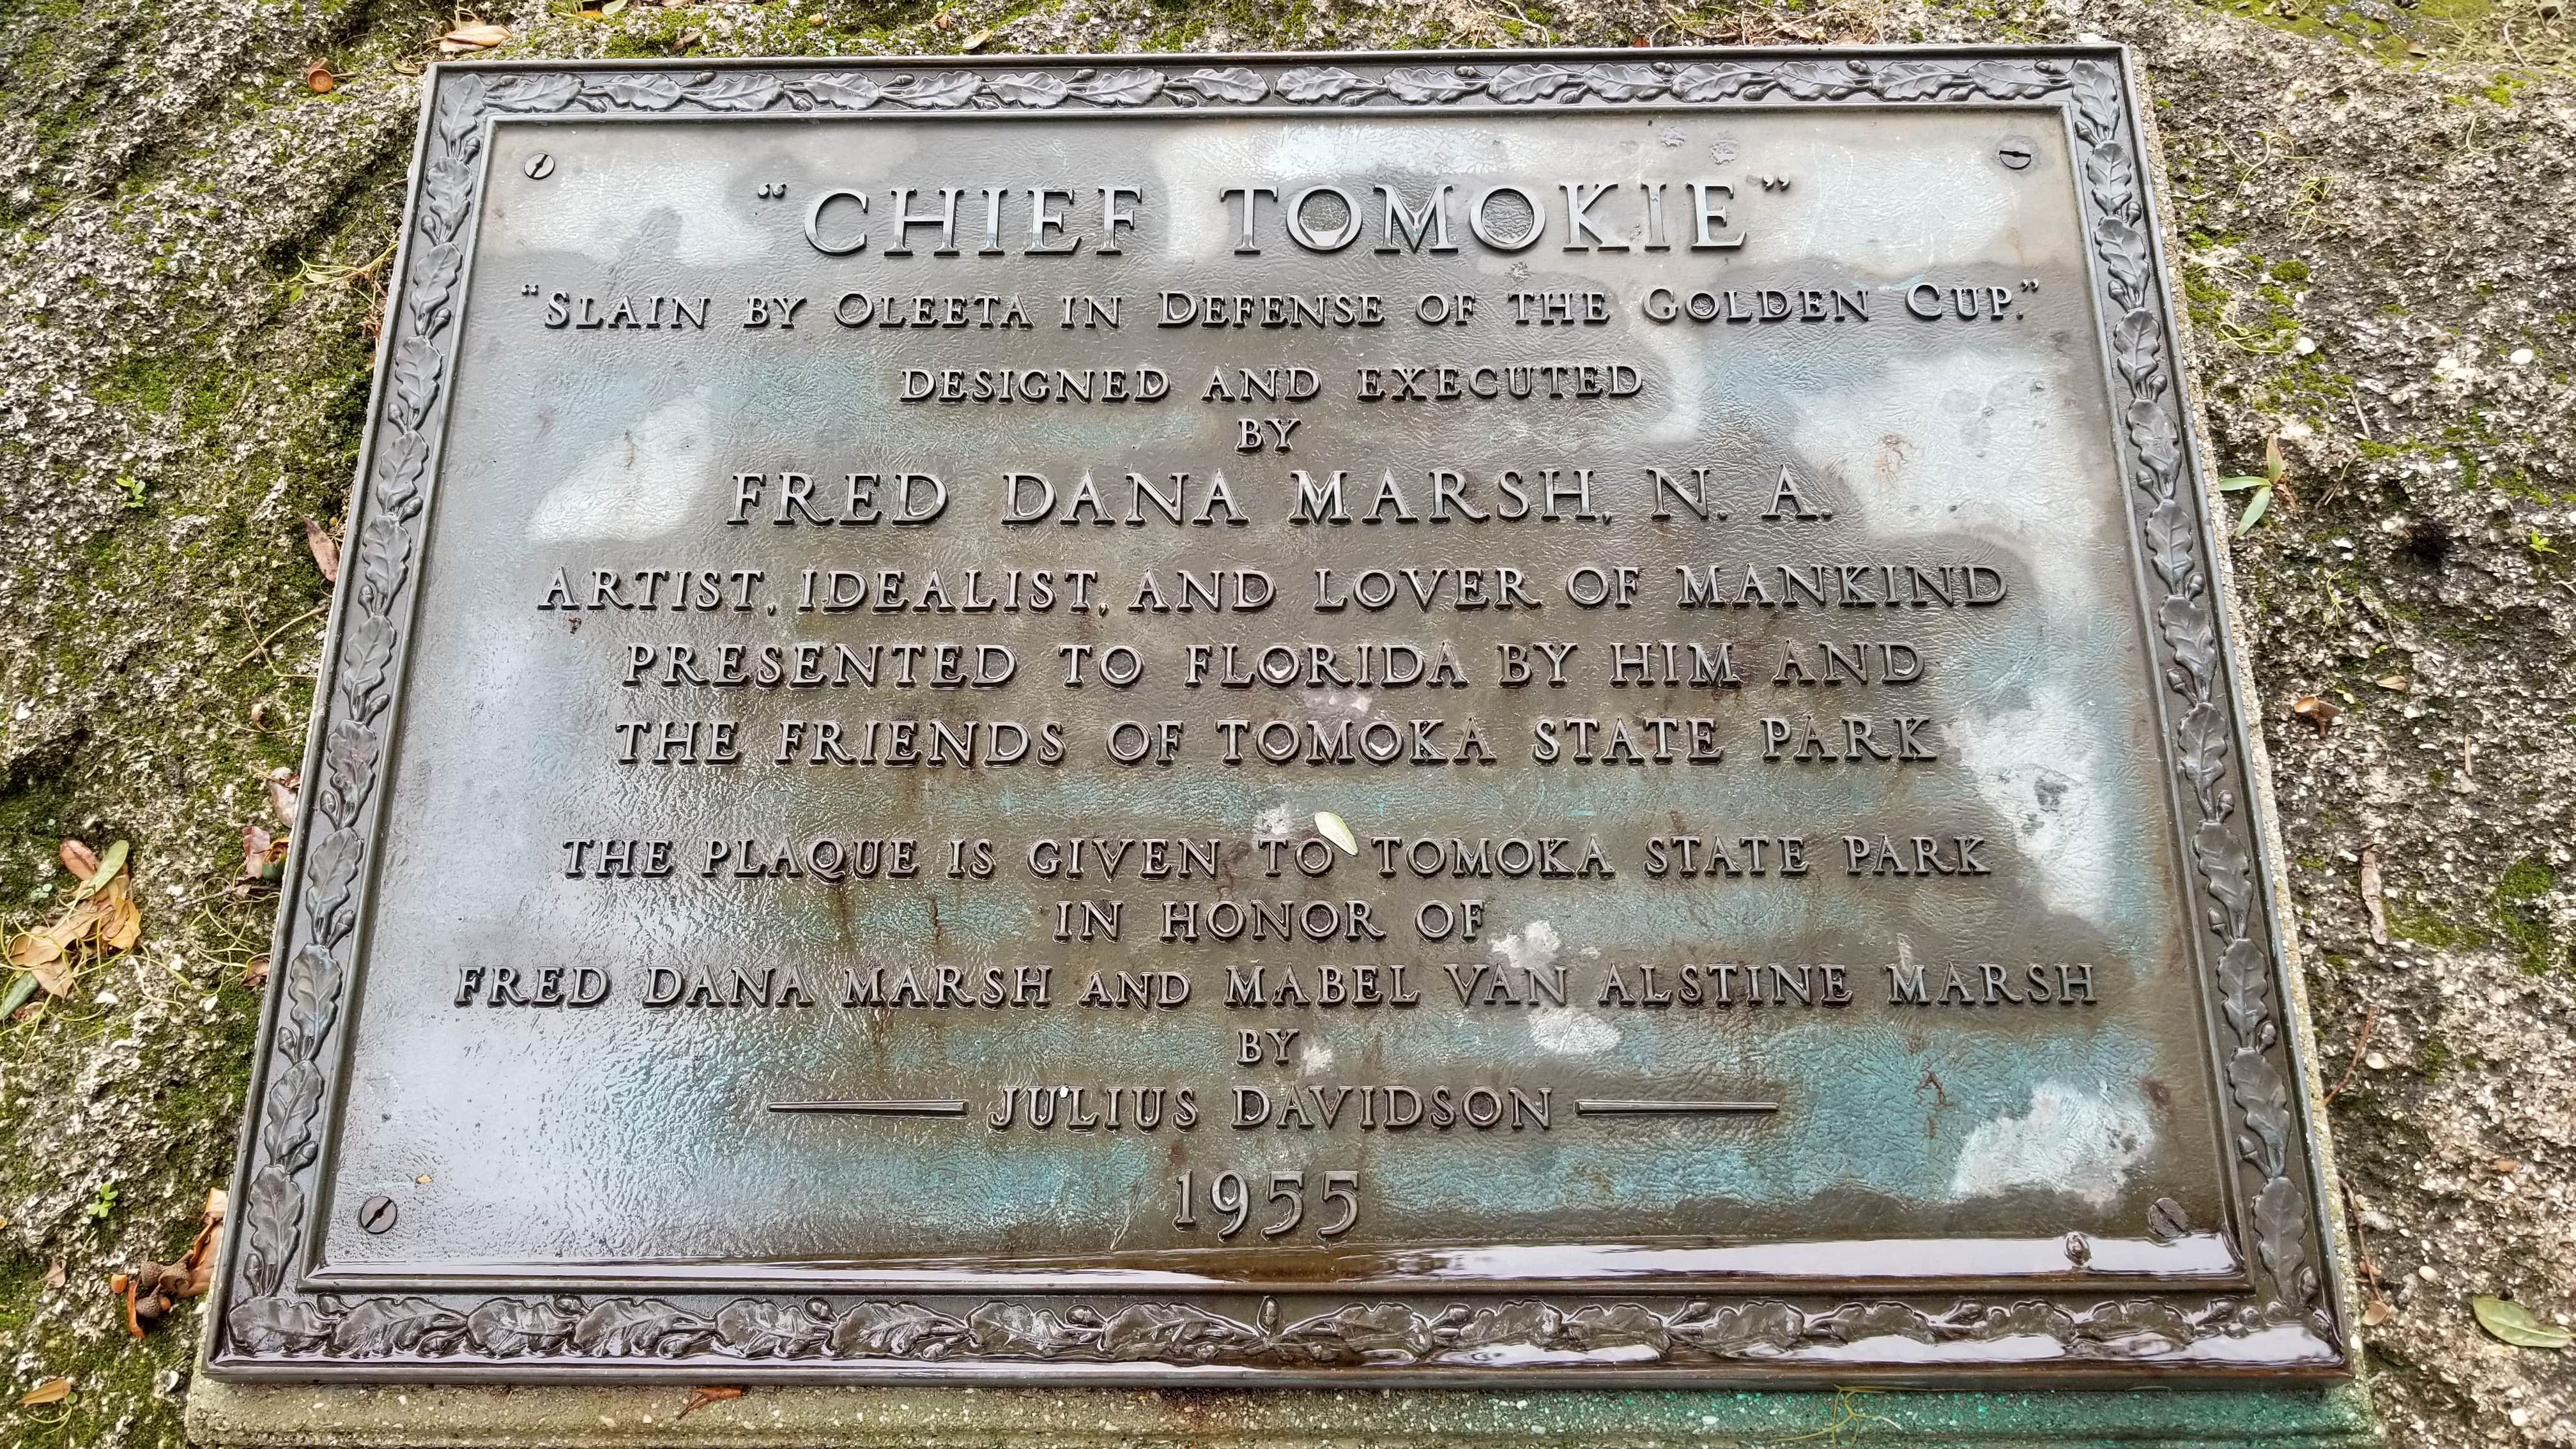 “CHIEF TOMOKIE”
“SLAIN BY OLEETA IN DEFENSE OF THE GOLDEN CUP.”
DESIGNED AND EXECUTED
BY
FRED DANA MARSH, N. A.
ARTIST, IDEALIST, AND LOVER OF MANKIND
PRESENTED TO FLORIDA BY HIM AND
THE FRIENDS OF TOMOKA STATE PARK
THE PLAQUE IS GIVEN TO TOMOKA STATE PARK
IN HONOR OF
FRED DANA MARSH AND MABEL VAN ALSTINE MARSH
BY
JULIUS DAVIDSON
1955